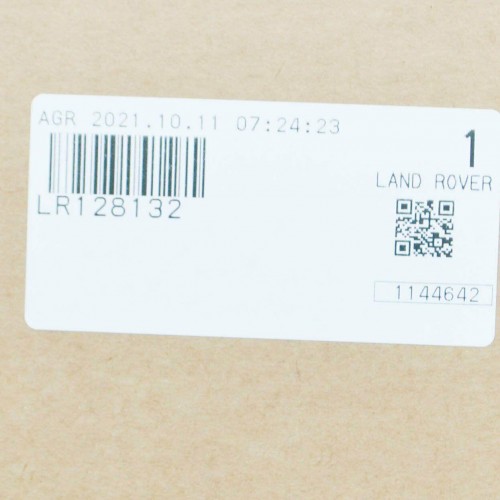 AGR 2021.10.11 07:24:23
1
LAND ROVER
LR128132
1144642